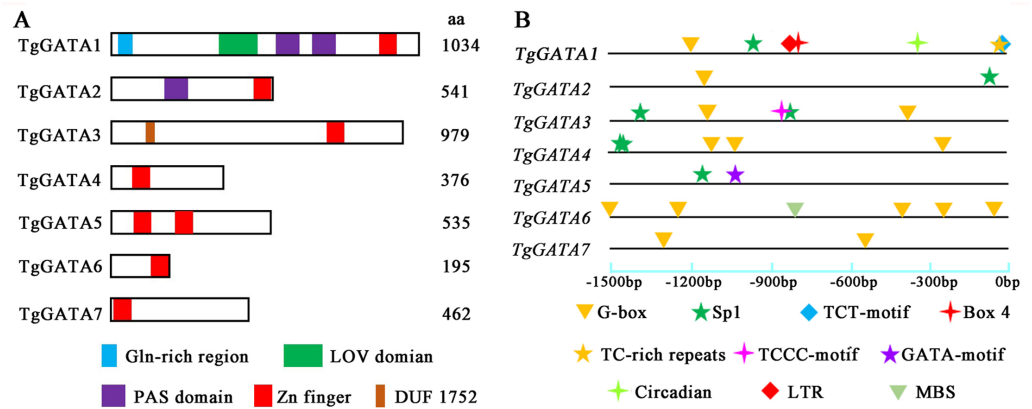 A
aa
TgGATA1 1034
TgGATA2 541
TgGATA3 979
TgGATA4 376
TgGATA5 535
TgGATA6 195
TgGATA7 462
Gln-rich region LOV domian
PAS domain Zn finger DUF 1752
B
TgGATA1
TgGATA2
TgGATA3
TgGATA4
TgGATA5
TgGATA6
TgGATA7
-1500bp -1200bp -900bp -600bp -300bp 0bp
G-box Sp1 TCT-motif Box 4
TC-rich repeats TCCC-motif GATA-motif
Circadian LTR MBS